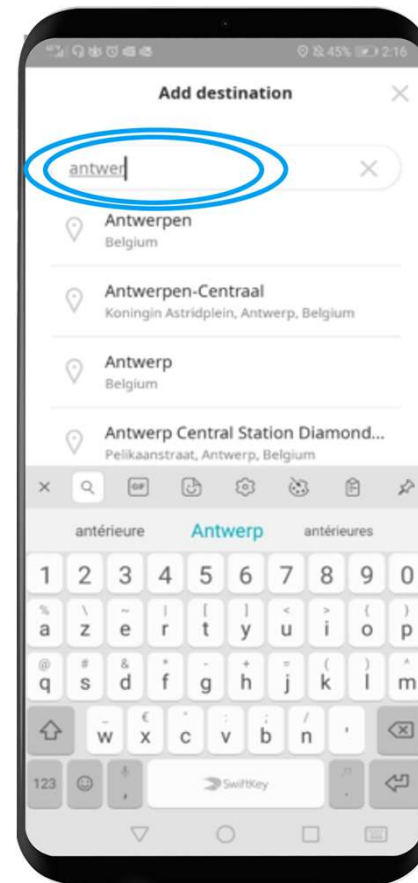 45% 2:16
Add destination
antwer
Antwerpen
Belgium
Antwerpen-Centraal
Koningin Astridplein, Antwerp, Belgium
Antwerp
Belgium
Antwerp Central Station Diamond...
Pelikaanstraat, Antwerp, Belgium
GIF
antérieure Antwerp antérieures
1 2 3 4 5 6 7 8 9 0
% \ ~ | [ ] < > { }
a z e r t y u i o p
@ # & * - + = ( ) ^
q s d f g h j k l m
_ € " : ; /
w x c v b n '
123 , SwiftKey .